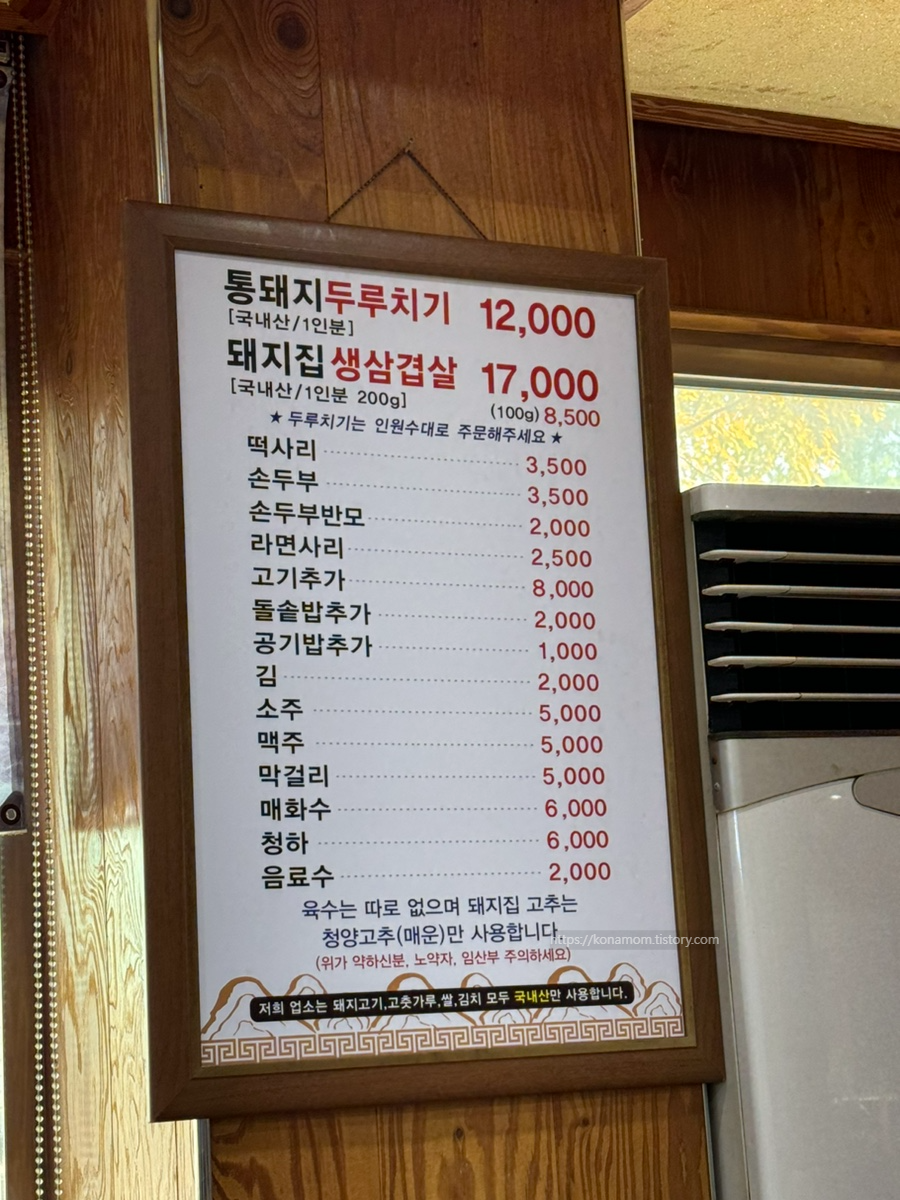 통돼지두루치기 12,000
[국내산/1인분]
돼지집생삼겹살 17,000
[국내산/1인분 200g] (100g) 8,500
★ 두루치기는 인원수대로 주문해주세요 ★
떡사리 3,500
손두부 3,500
손두부반모 2,000
라면사리 2,500
고기추가 8,000
돌솥밥추가 2,000
공기밥추가 1,000
김 2,000
소주 5,000
맥주 5,000
막걸리 5,000
매화수 6,000
청하 6,000
음료수 2,000
육수는 따로 없으며 돼지집 고추는
청양고추(매운)만 사용합니다.
https://konamom.tistory.com
(위가 약하신분, 노약자, 임산부 주의하세요)
저희 업소는 돼지고기,고춧가루,쌀,김치 모두 국내산만 사용합니다.